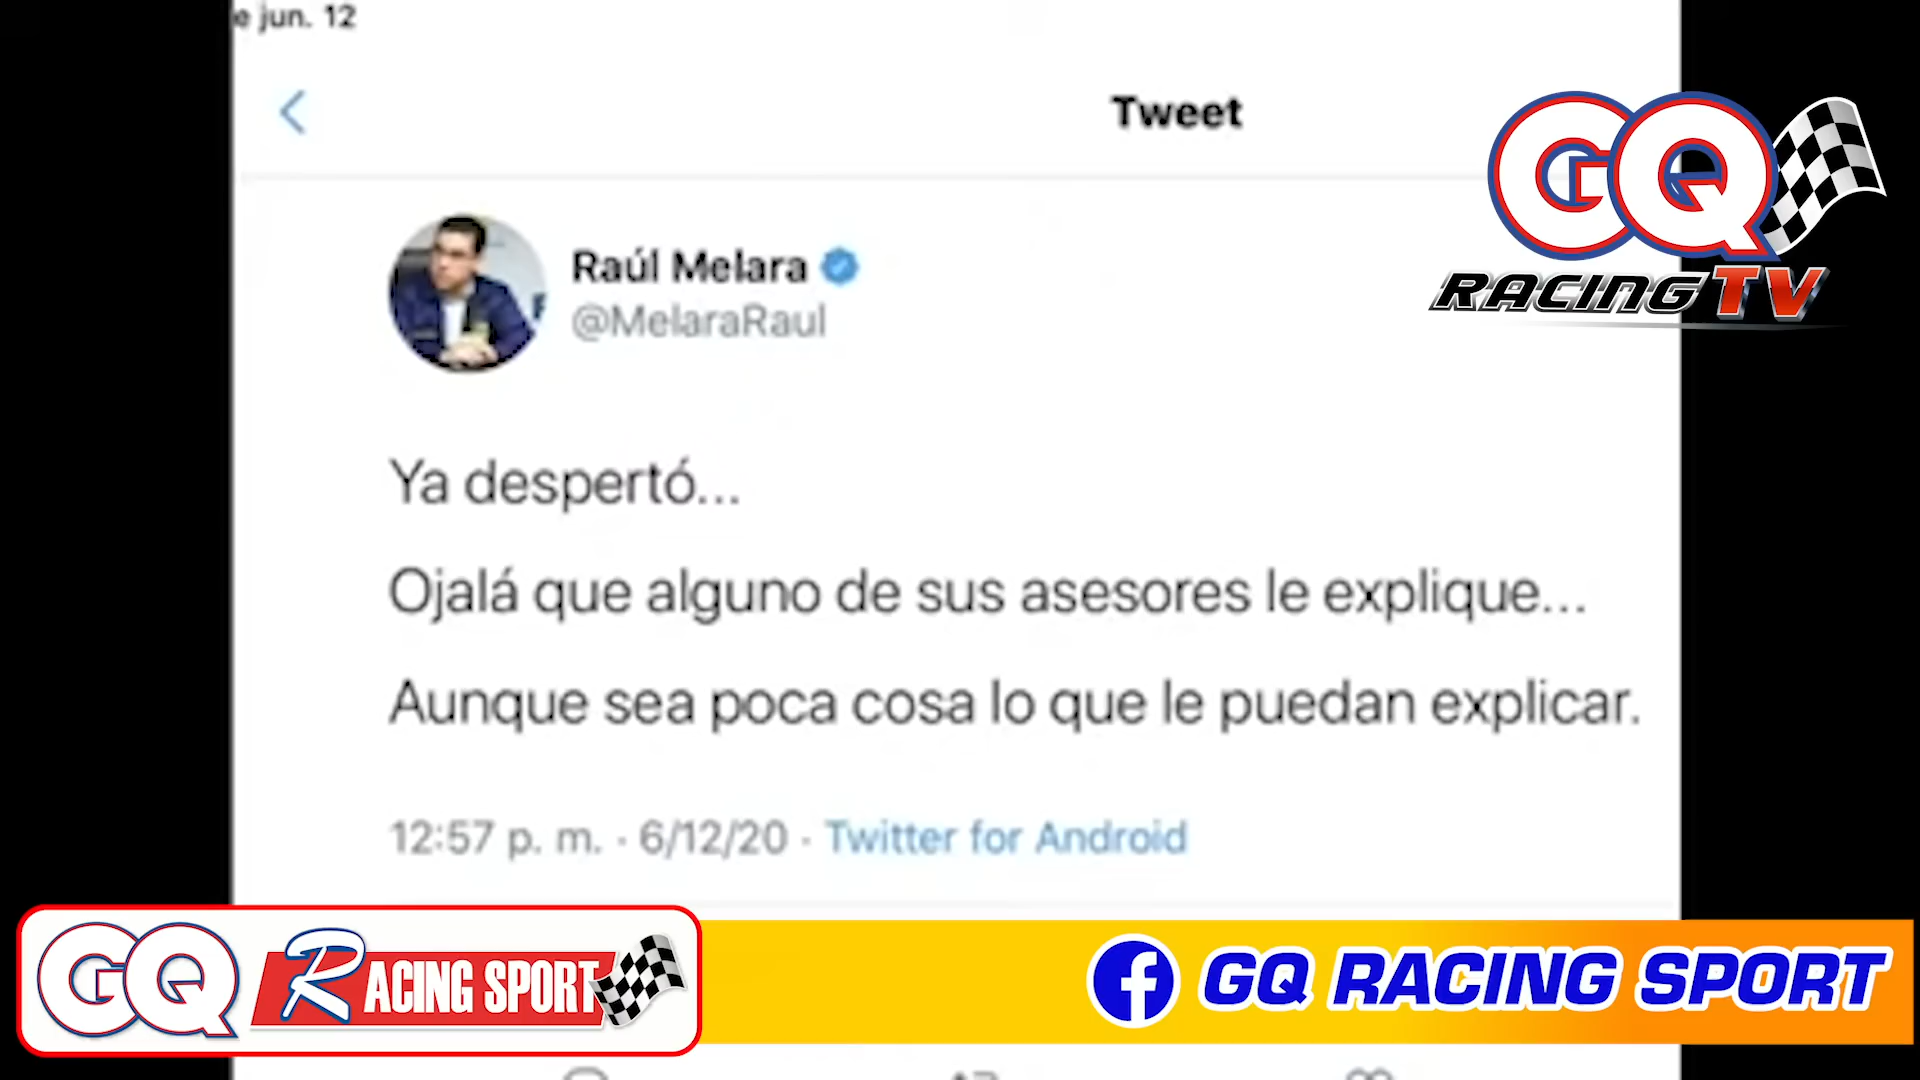 e jun. 12
Tweet
GQ
RACING TV
Raúl Melara
@MelaraRaul
Ya despertó...
Ojalá que alguno de sus asesores le explique...
Aunque sea poca cosa lo que le puedan explicar.
12:57 p. m. · 6/12/20 · Twitter for Android
GQ RACING SPORT
GQ RACING SPORT